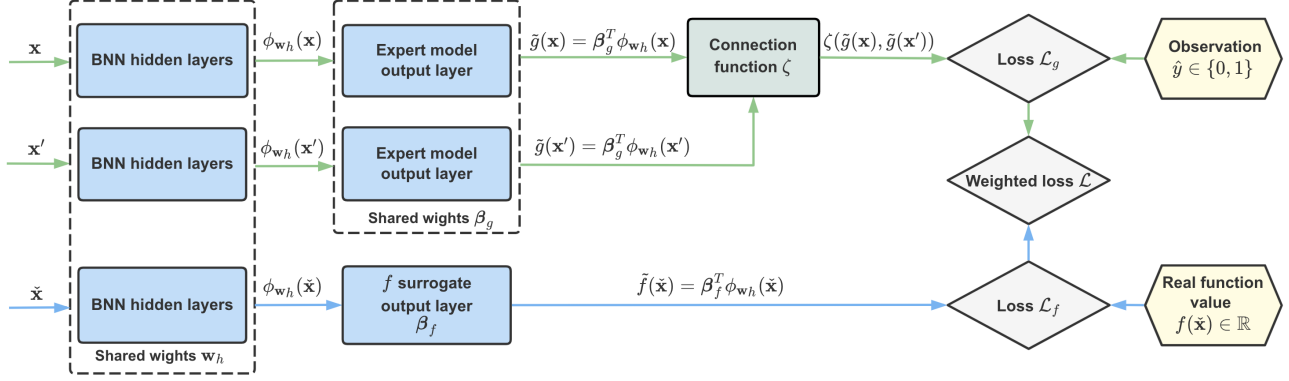 𝐱
BNN hidden layers
ϕ_{𝐰_h}(𝐱)
Expert model
output layer
g̃(𝐱) = 𝜷_g^T ϕ_{𝐰_h}(𝐱)
Connection
function ζ
ζ(g̃(𝐱), g̃(𝐱′))
Loss ℒ_g
Observation
ŷ ∈ {0, 1}
𝐱′
BNN hidden layers
ϕ_{𝐰_h}(𝐱′)
Expert model
output layer
g̃(𝐱′) = 𝜷_g^T ϕ_{𝐰_h}(𝐱′)
Shared wights 𝜷_g
Weighted loss ℒ
𝐱̌
BNN hidden layers
ϕ_{𝐰_h}(𝐱̌)
f surrogate
output layer
𝜷_f
f̃(𝐱̌) = 𝜷_f^T ϕ_{𝐰_h}(𝐱̌)
Loss ℒ_f
Real function
value
f(𝐱̌) ∈ ℝ
Shared wights 𝐰_h